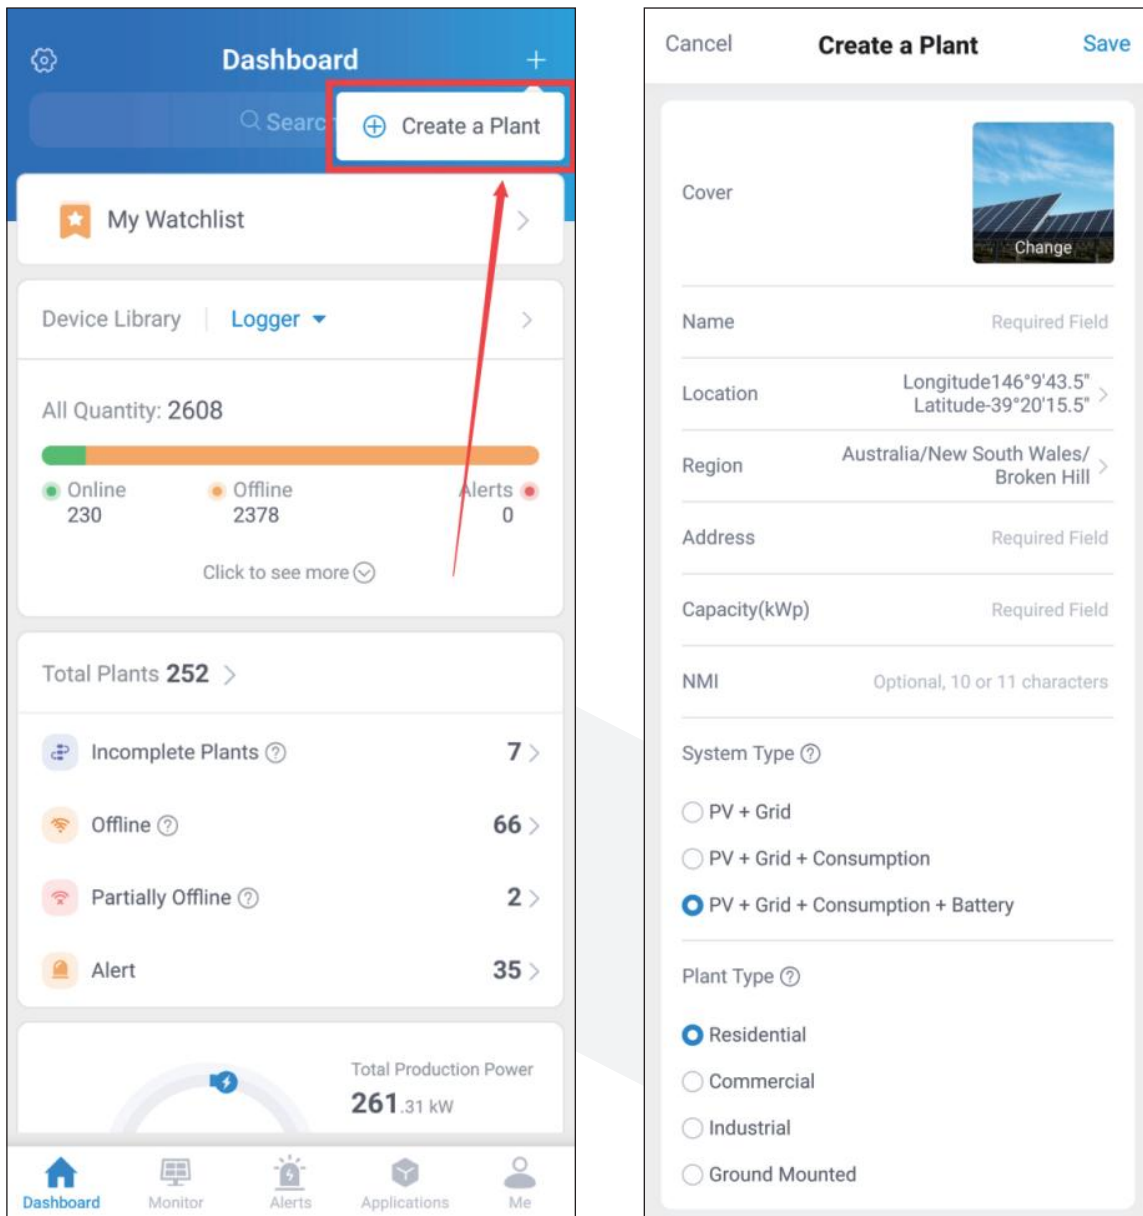 Dashboard
+
Search
Create a Plant
My Watchlist
Device Library
Logger
All Quantity: 2608
Online
Offline
Alerts
230
2378
0
Click to see more
Total Plants 252
Incomplete Plants
7
Offline
66
Partially Offline
2
Alert
35
Total Production Power
261.31 kW
Dashboard
Monitor
Alerts
Applications
Me
Cancel
Create a Plant
Save
Cover
Change
Name
Required Field
Location
Longitude146°9'43.5"
Latitude-39°20'15.5"
Region
Australia/New South Wales/
Broken Hill
Address
Required Field
Capacity(kWp)
Required Field
NMI
Optional, 10 or 11 characters
System Type
PV + Grid
PV + Grid + Consumption
PV + Grid + Consumption + Battery
Plant Type
Residential
Commercial
Industrial
Ground Mounted